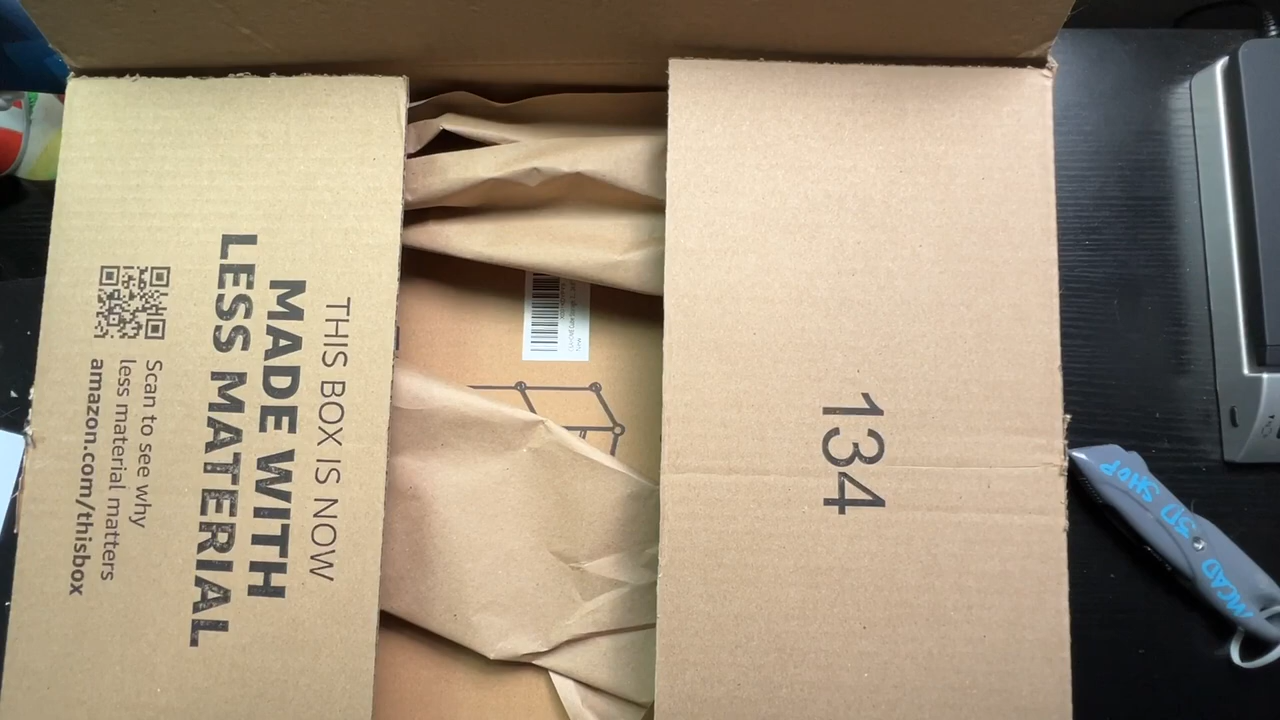 THIS BOX IS NOW
MADE WITH
LESS MATERIAL
Scan to see why
less material matters
amazon.com/thisbox
134
MCAD 3D SHOP